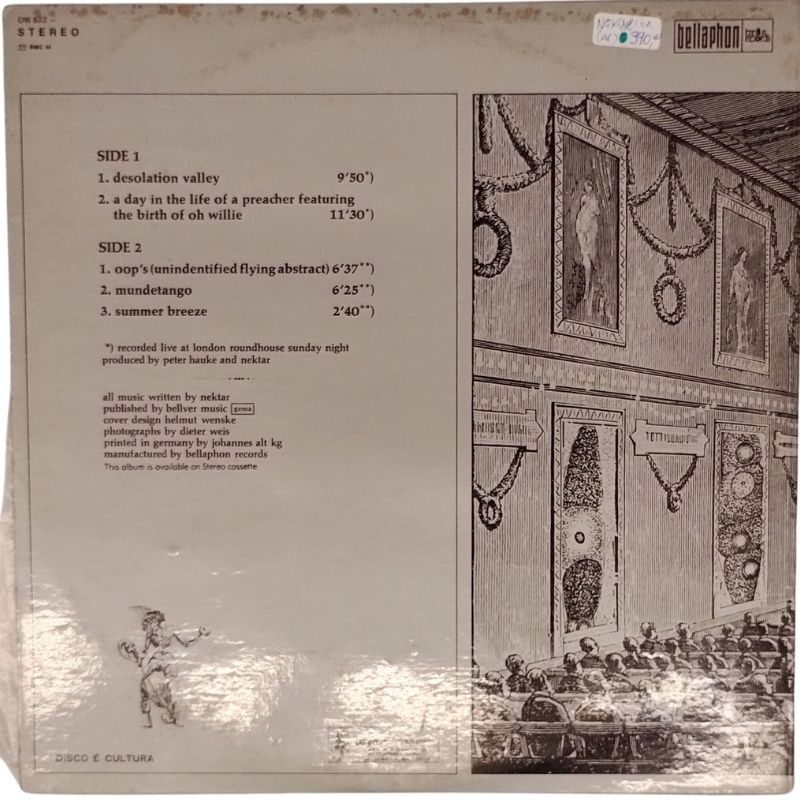 STEREO
390,
bellaphon
SIDE 1
1. desolation valley 9'50*)
2. a day in the life of a preacher featuring
the birth of oh willie 11'30*)
SIDE 2
1. oop's (unindentified flying abstract) 6'37**)
2. mundetango 6'25**)
3. summer breeze 2'40**)
*) recorded live at london roundhouse sunday night
produced by peter hauke and nektar
all music written by nektar
published by bellver music gema
cover design helmut wenske
photographs by dieter weis
printed in germany by johannes alt kg
manufactured by bellaphon records
This album is available on Stereo cassette
DISCO É CULTURA